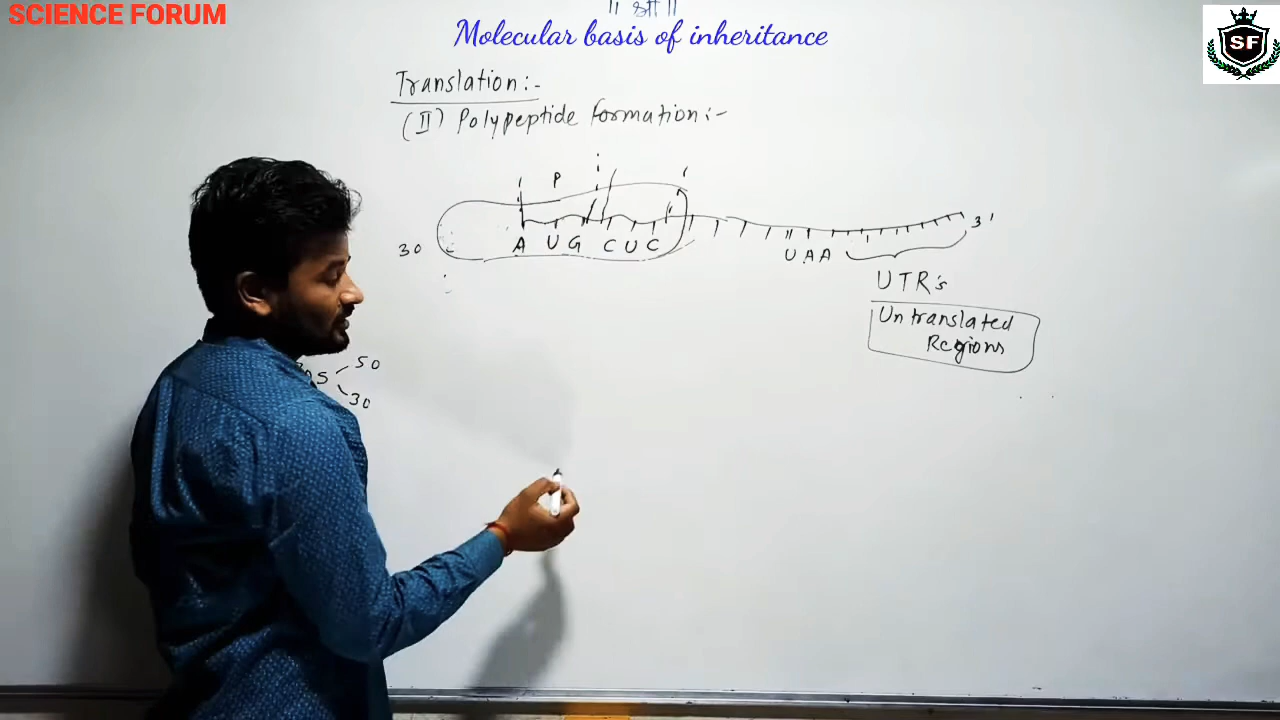 SCIENCE FORUM
॥ श्री ॥
Molecular basis of inheritance
SF
Translation:-
(II) Polypeptide Formation:-
P
30 A U G C U C U A A 3'
UTR's
Untranslated
Regions
S 50
30